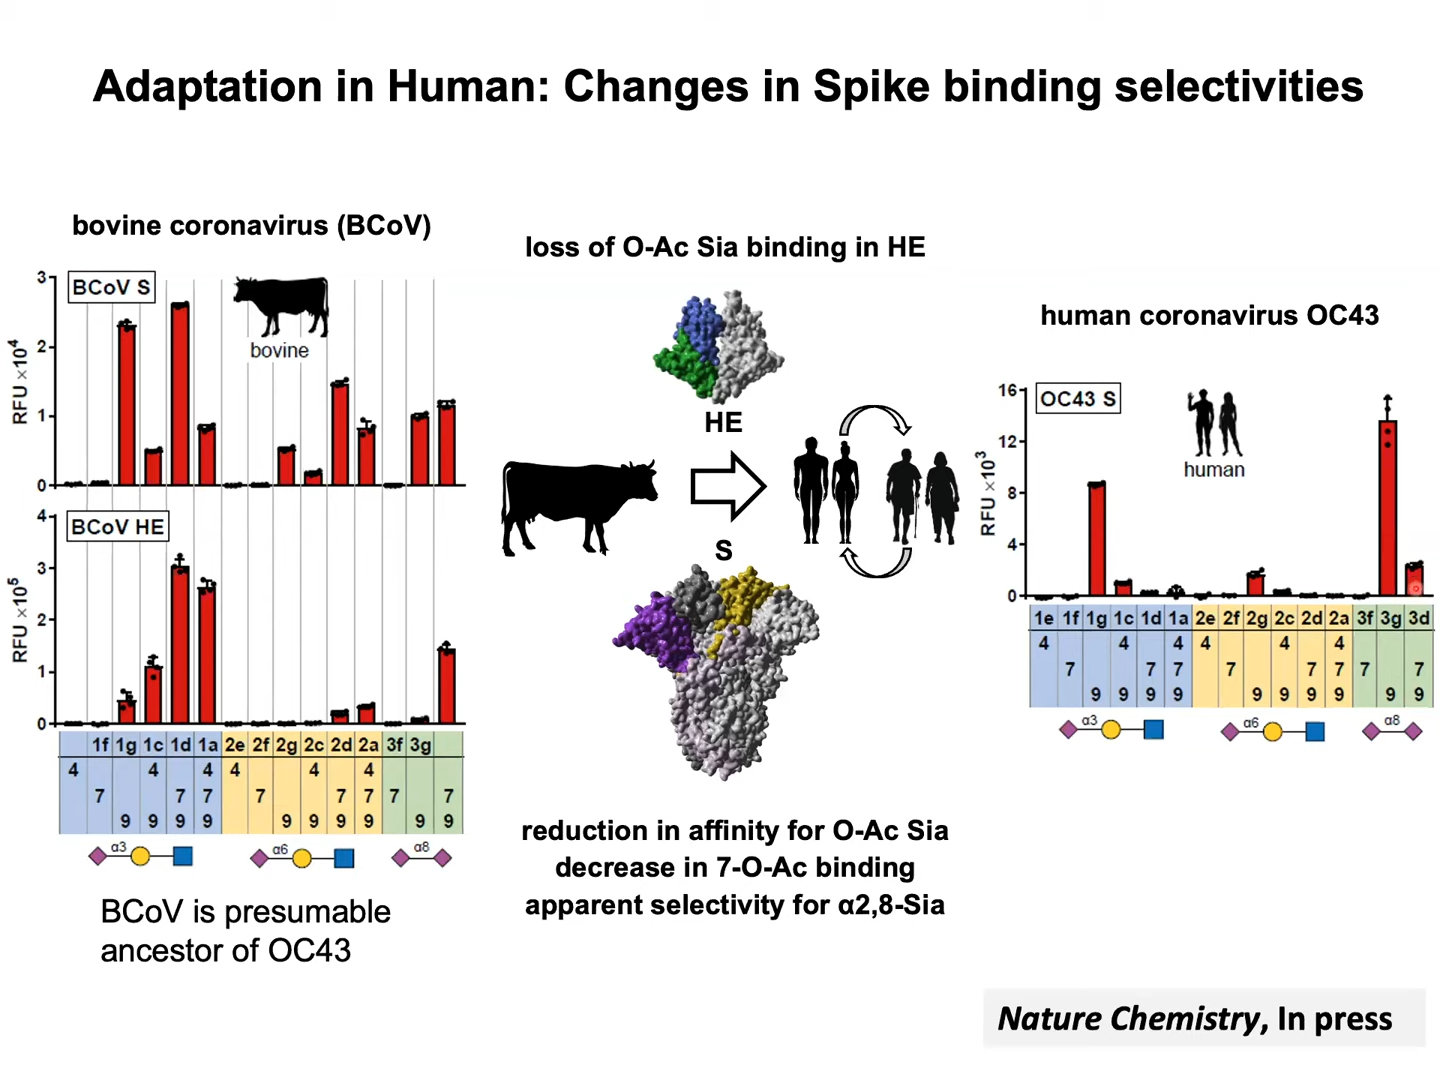 Adaptation in Human: Changes in Spike binding selectivities
bovine coronavirus (BCoV)
BCoV S
bovine
RFU ×10⁴
3
2
1
0
BCoV HE
RFU ×10⁵
4
3
2
1
0
1f 1g 1c 1d 1a 2e 2f 2g 2c 2d 2a 3f 3g
4 4 4 4 4 4
7 7 7 7 7 7 7 7
9 9 9 9 9 9 9 9 9 9
α3 α6 α8
BCoV is presumable
ancestor of OC43
loss of O-Ac Sia binding in HE
HE
S
reduction in affinity for O-Ac Sia
decrease in 7-O-Ac binding
apparent selectivity for α2,8-Sia
human coronavirus OC43
OC43 S
human
RFU ×10³
16
12
8
4
0
1e 1f 1g 1c 1d 1a 2e 2f 2g 2c 2d 2a 3f 3g 3d
4 4 4 4 4 4
7 7 7 7 7 7 7 7
9 9 9 9 9 9 9 9 9 9
α3 α6 α8
Nature Chemistry, In press